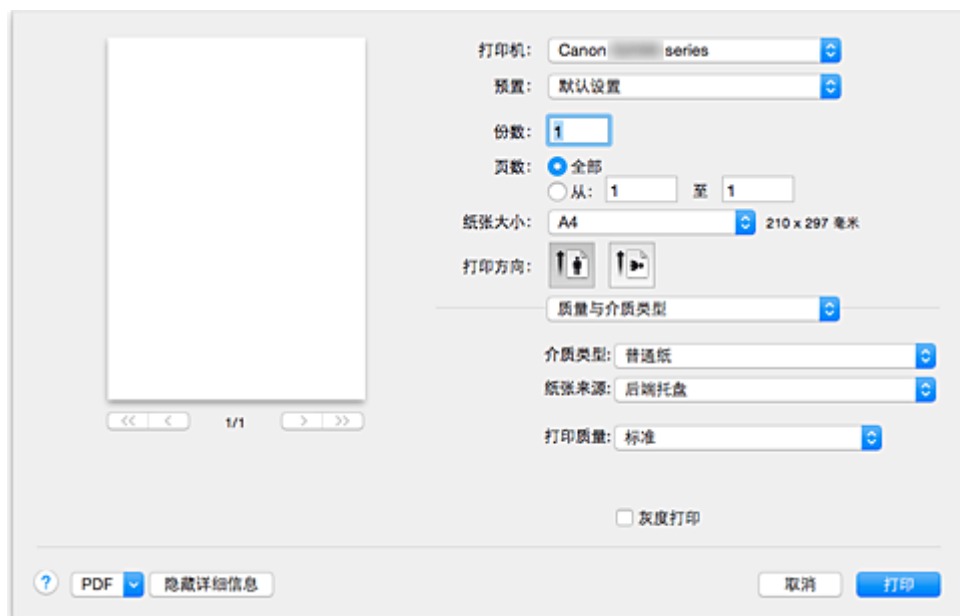 打印机: Canon series
预置: 默认设置
份数: 1
页数: 全部
从: 1 至 1
纸张大小: A4 210 x 297 毫米
打印方向:
质量与介质类型
介质类型: 普通纸
纸张来源: 后端托盘
<< < 1/1 > >>
打印质量: 标准
灰度打印
? PDF 隐藏详细信息 取消 打印